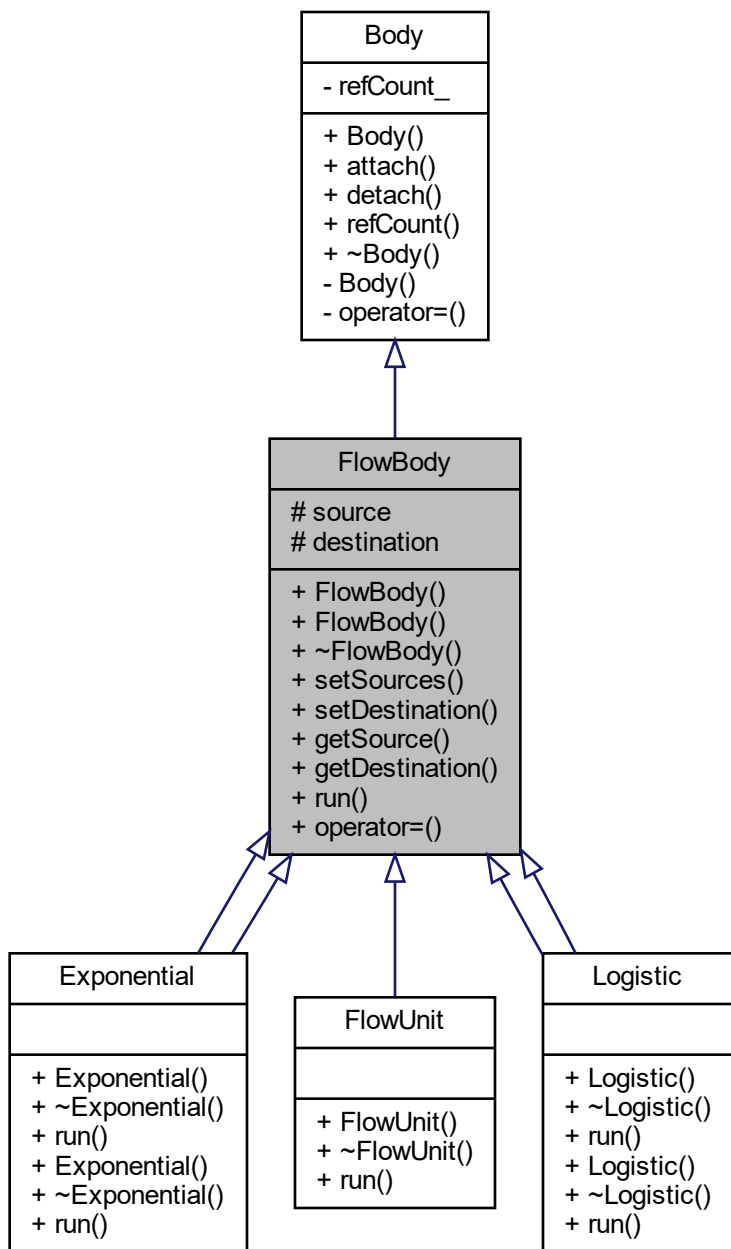 Body
- refCount_
+ Body()
+ attach()
+ detach()
+ refCount()
+ ~Body()
- Body()
- operator=()
FlowBody
# source
# destination
+ FlowBody()
+ FlowBody()
+ ~FlowBody()
+ setSources()
+ setDestination()
+ getSource()
+ getDestination()
+ run()
+ operator=()
Exponential
+ Exponential()
+ ~Exponential()
+ run()
+ Exponential()
+ ~Exponential()
+ run()
FlowUnit
+ FlowUnit()
+ ~FlowUnit()
+ run()
Logistic
+ Logistic()
+ ~Logistic()
+ run()
+ Logistic()
+ ~Logistic()
+ run()